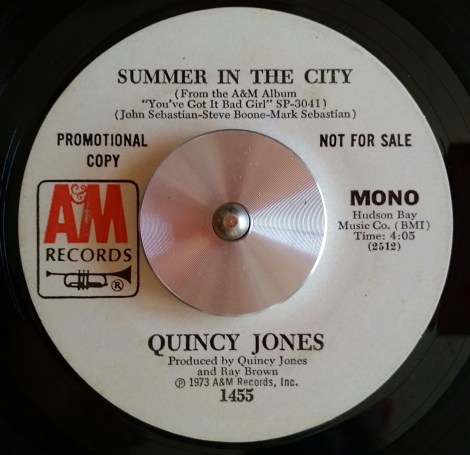 SUMMER IN THE CITY
(From the A&M Album
"You've Got It Bad Girl" SP-3041)
(John Sebastian-Steve Boone-Mark Sebastian)
PROMOTIONAL
COPY
NOT FOR SALE
A&M
RECORDS
®
MONO
Hudson Bay
Music Co. (BMI)
Time: 4:05
(2512)
QUINCY JONES
Produced by Quincy Jones
and Ray Brown
℗ 1973 A&M Records, Inc.
1455